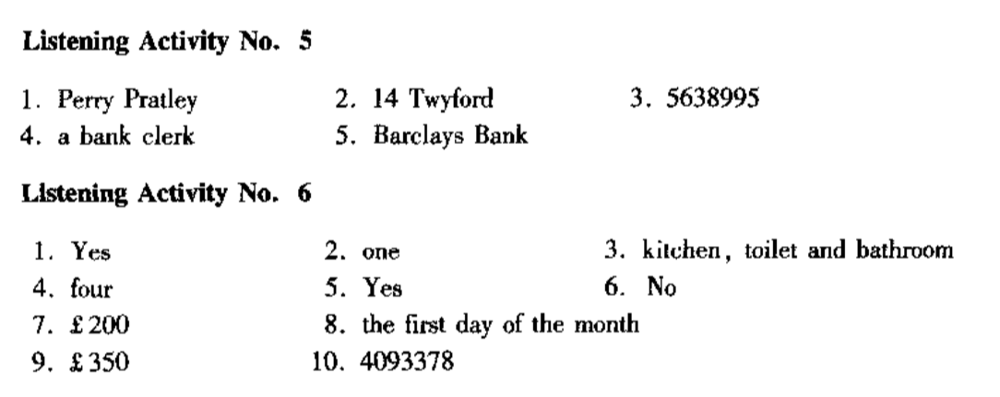 Listening Activity No. 5
1. Perry Pratley 2. 14 Twyford 3. 5638995
4. a bank clerk 5. Barclays Bank
Listening Activity No. 6
1. Yes 2. one 3. kitchen, toilet and bathroom
4. four 5. Yes 6. No
7. £200 8. the first day of the month
9. £350 10. 4093378